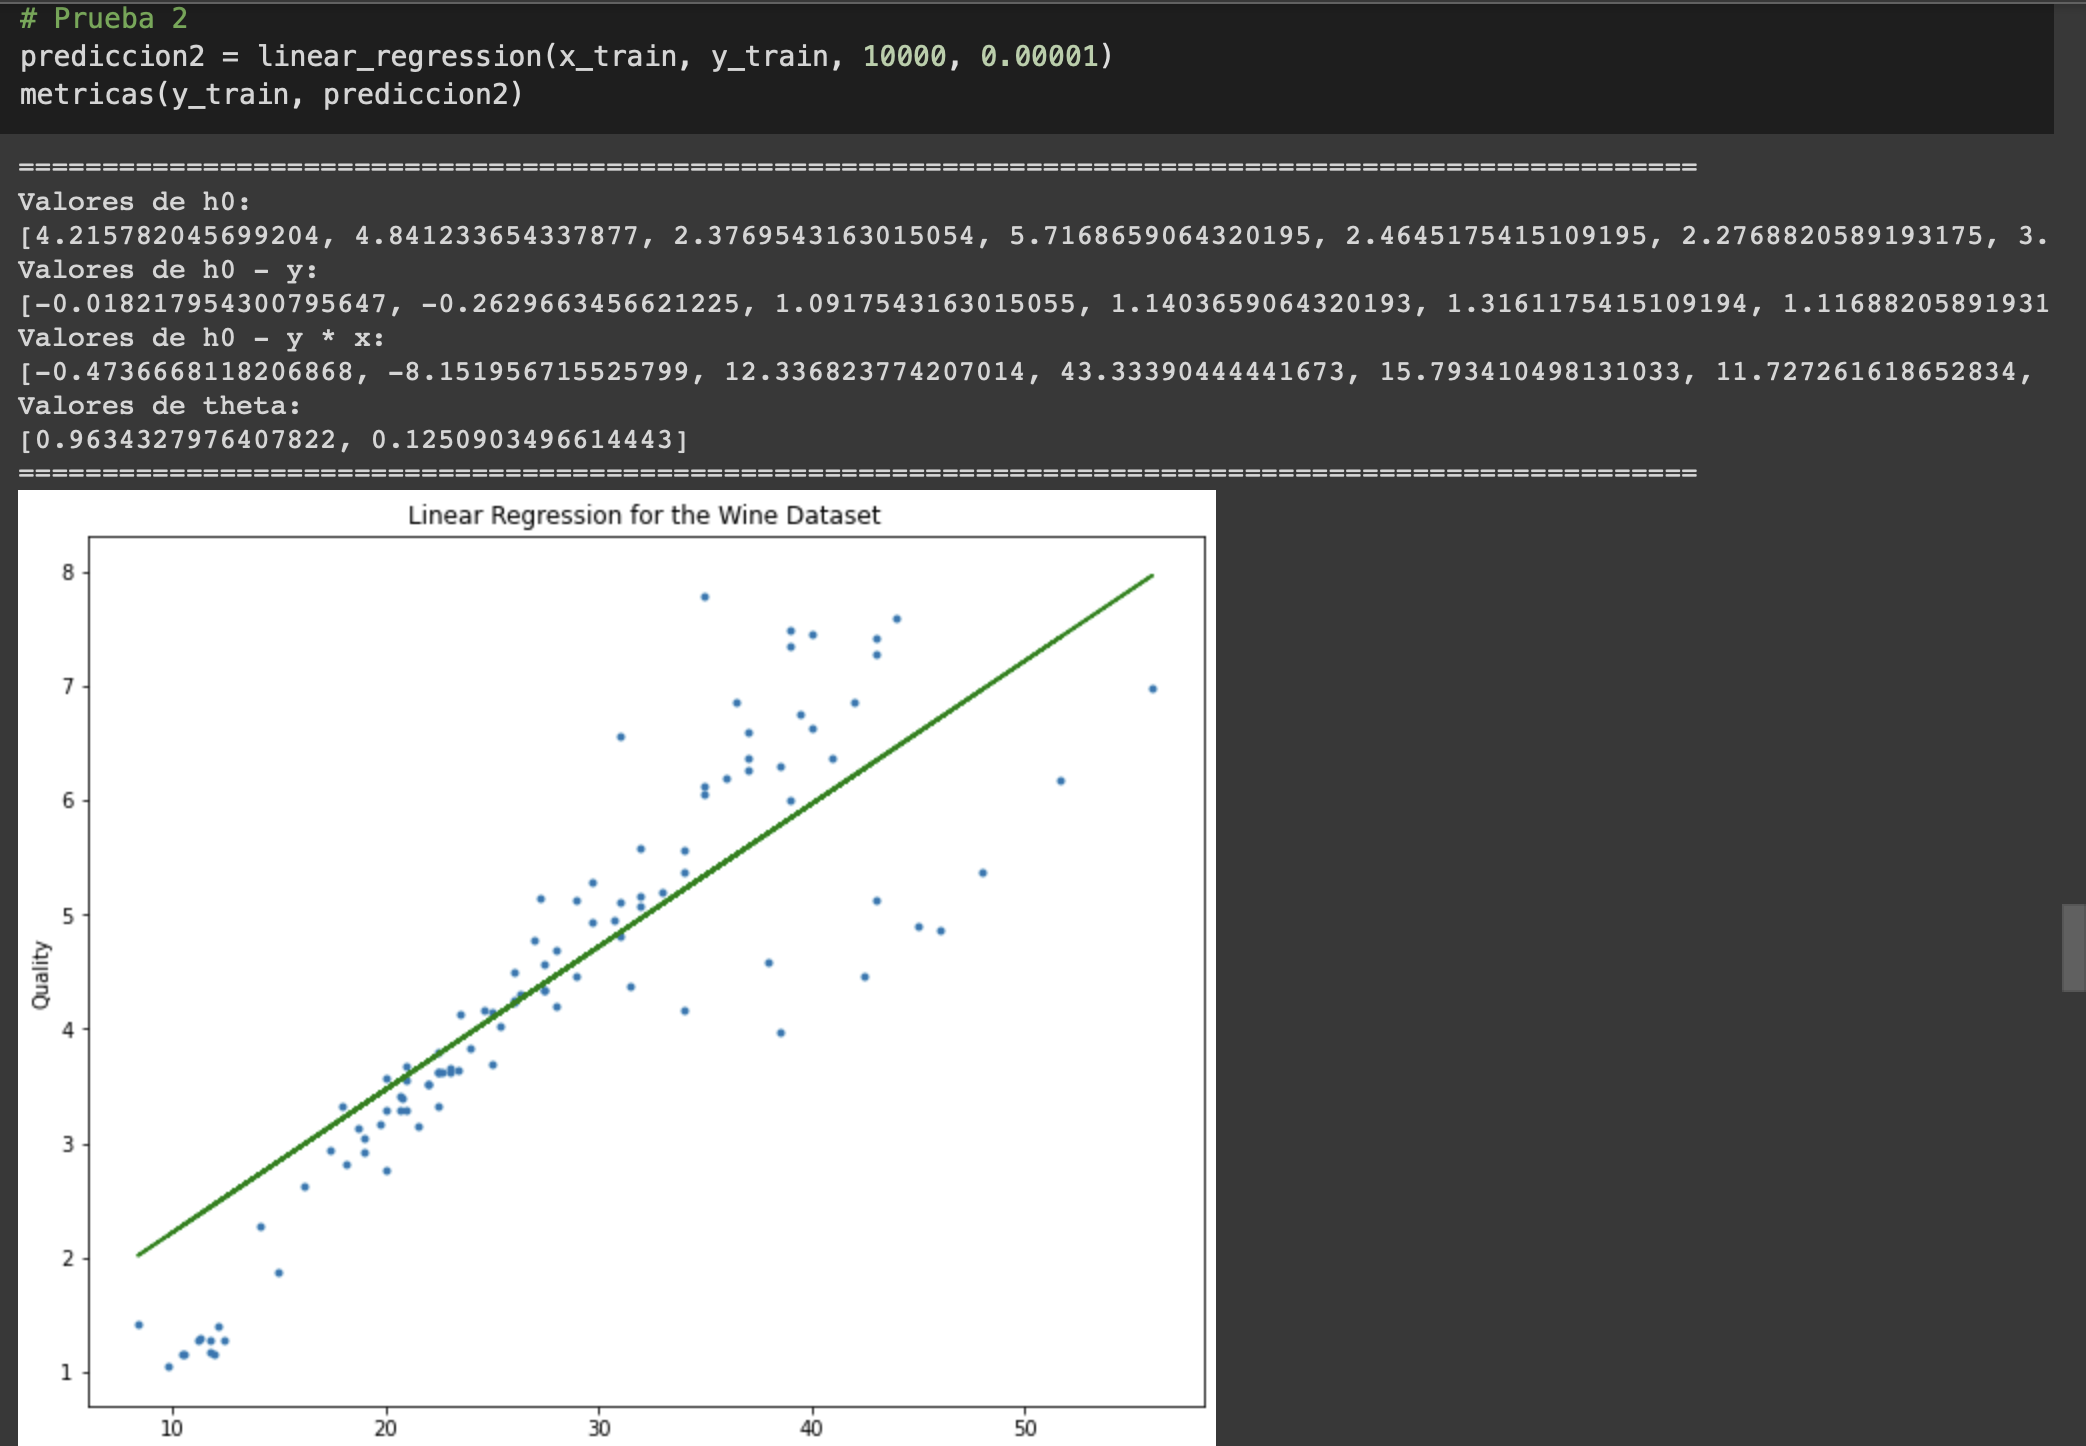 # Prueba 2
prediccion2 = linear_regression(x_train, y_train, 10000, 0.00001)
metricas(y_train, prediccion2)
====================================================================================================
Valores de h0:
[4.215782045699204, 4.841233654337877, 2.3769543163015054, 5.7168659064320195, 2.4645175415109195, 2.2768820589193175, 3.
Valores de h0 - y:
[-0.018217954300795647, -0.2629663456621225, 1.0917543163015055, 1.1403659064320193, 1.3161175415109194, 1.11688205891931
Valores de h0 - y * x:
[-0.4736668118206868, -8.151956715525799, 12.336823774207014, 43.33390444441673, 15.793410498131033, 11.727261618652834,
Valores de theta:
[0.9634327976407822, 0.1250903496614443]
====================================================================================================
Linear Regression for the Wine Dataset
8
7
6
5
4
3
2
1
Quality
10 20 30 40 50